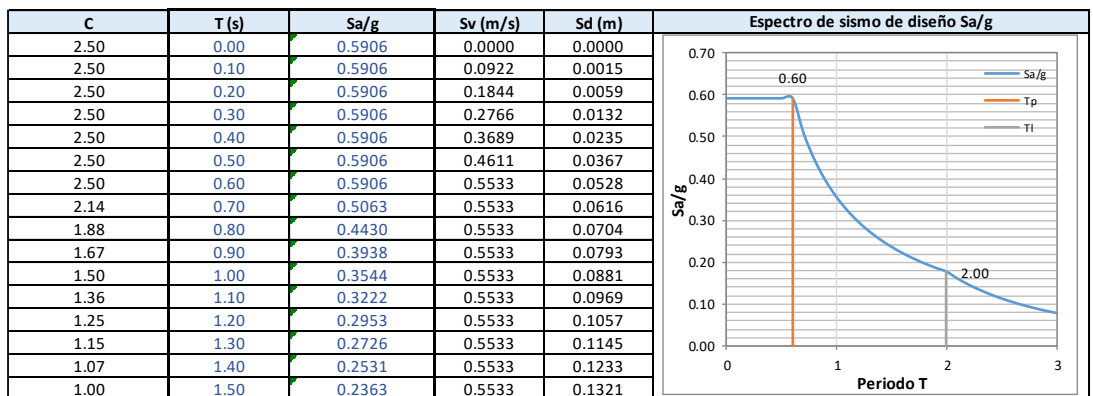 C T (s) Sa/g Sv (m/s) Sd (m) Espectro de sismo de diseño Sa/g
2.50 0.00 0.5906 0.0000 0.0000
2.50 0.10 0.5906 0.0922 0.0015
2.50 0.20 0.5906 0.1844 0.0059
2.50 0.30 0.5906 0.2766 0.0132
2.50 0.40 0.5906 0.3689 0.0235
2.50 0.50 0.5906 0.4611 0.0367
2.50 0.60 0.5906 0.5533 0.0528
2.14 0.70 0.5063 0.5533 0.0616
1.88 0.80 0.4430 0.5533 0.0704
1.67 0.90 0.3938 0.5533 0.0793
1.50 1.00 0.3544 0.5533 0.0881
1.36 1.10 0.3222 0.5533 0.0969
1.25 1.20 0.2953 0.5533 0.1057
1.15 1.30 0.2726 0.5533 0.1145
1.07 1.40 0.2531 0.5533 0.1233
1.00 1.50 0.2363 0.5533 0.1321
0.70
0.60
0.50
0.40
0.30
0.20
0.10
0.00
Sa/g
0.60
2.00
Sa/g
Tp
Tl
0 1 2 3
Periodo T